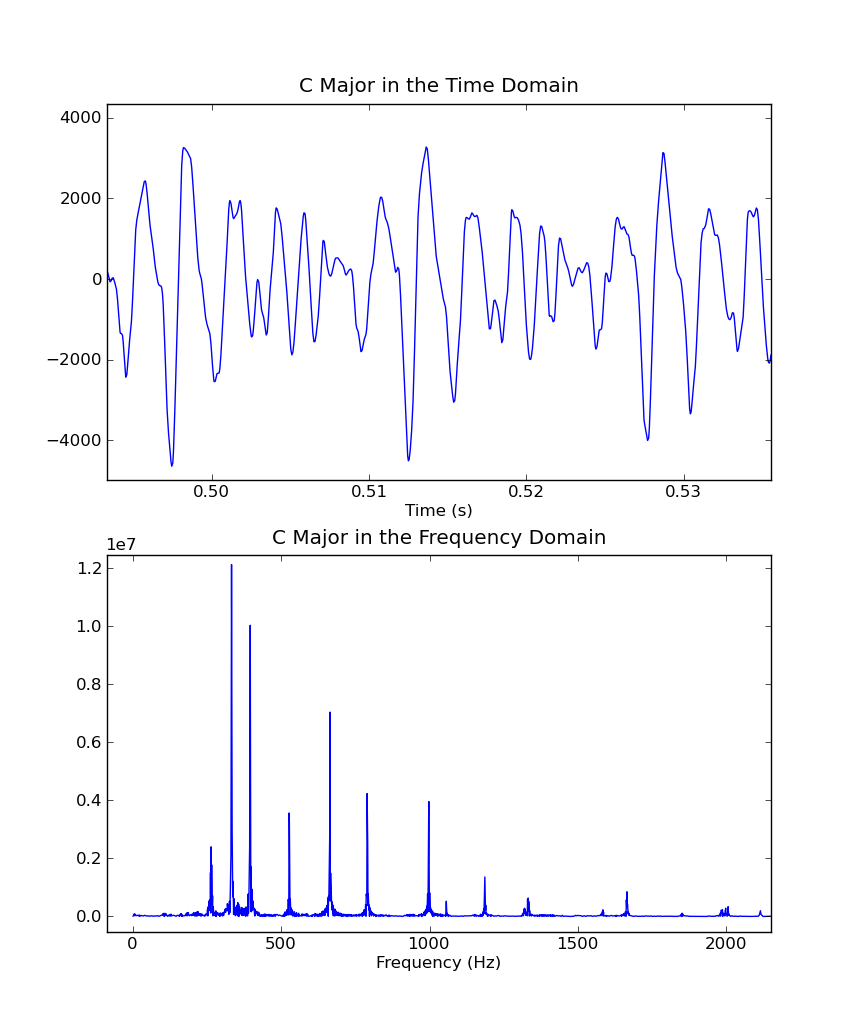 C Major in the Time Domain
4000
2000
0
−2000
−4000
0.50 0.51 0.52 0.53
Time (s)
C Major in the Frequency Domain
1e7
1.2
1.0
0.8
0.6
0.4
0.2
0.0
0 500 1000 1500 2000
Frequency (Hz)